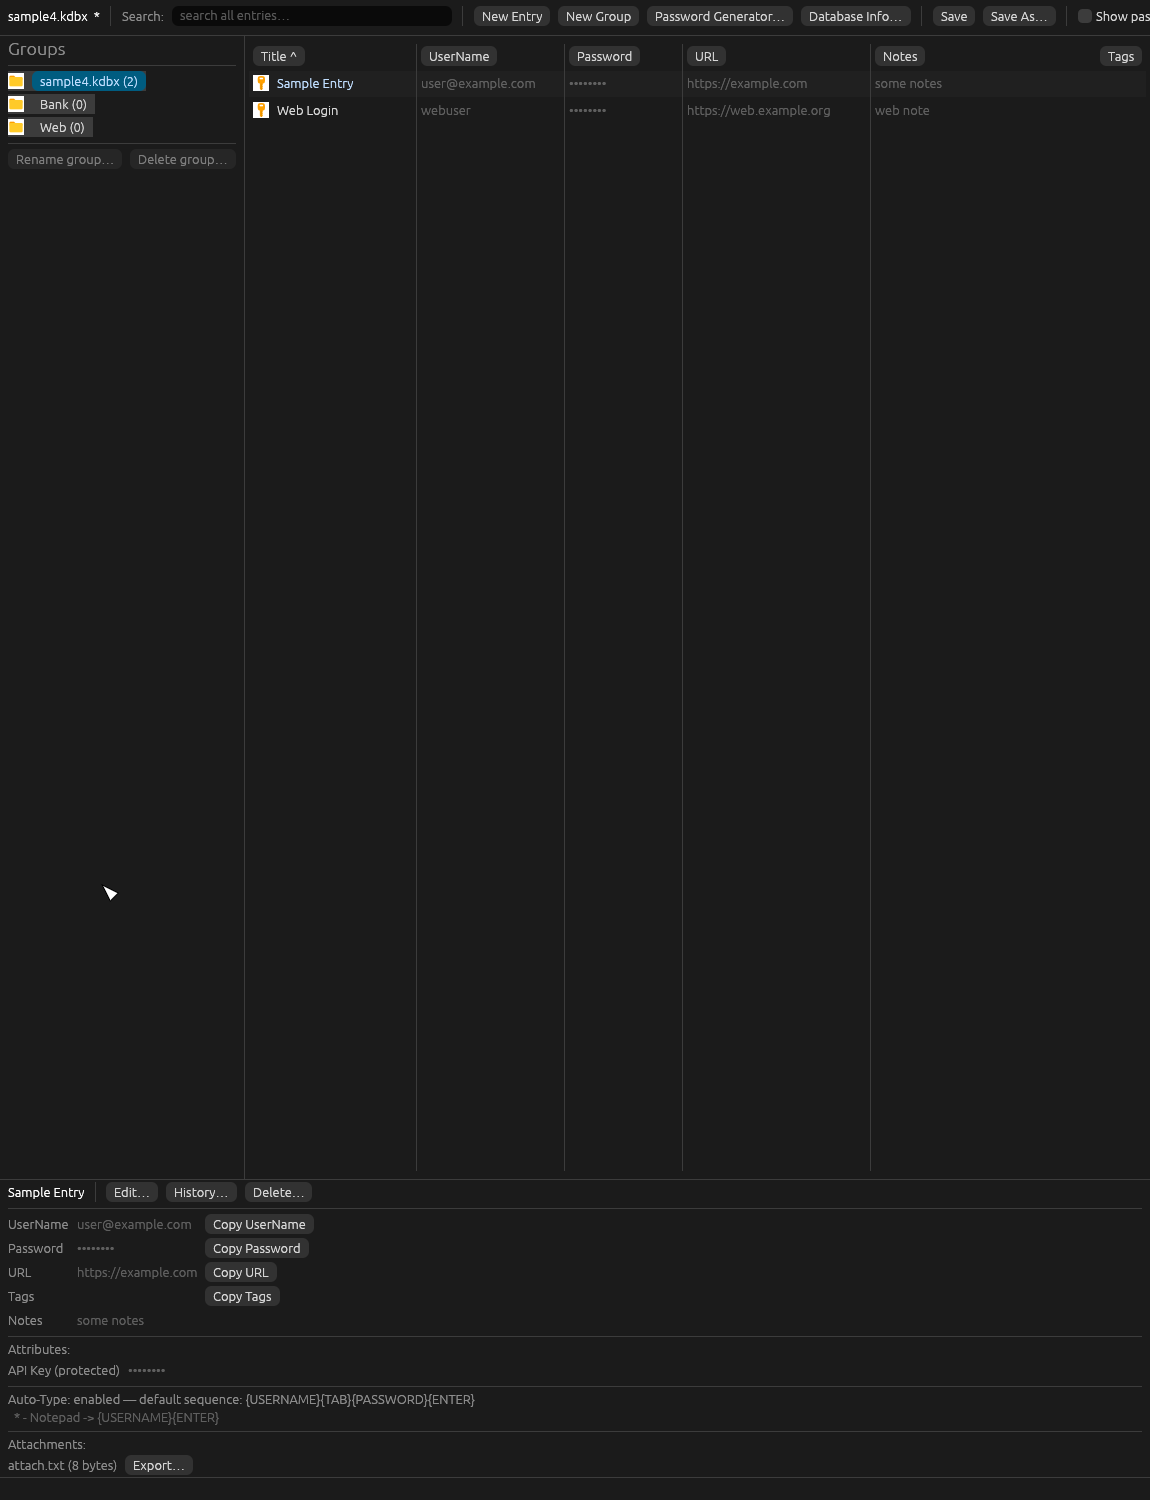 sample4.kdbx * Search: search all entries... New Entry New Group Password Generator... Database Info... Save Save As... Show pas
Groups
sample4.kdbx (2)
Bank (0)
Web (0)
Rename group... Delete group...
Title ^ UserName Password URL Notes Tags
Sample Entry user@example.com •••••••• https://example.com some notes
Web Login webuser •••••••• https://web.example.org web note
Sample Entry Edit... History... Delete...
UserName user@example.com Copy UserName
Password •••••••• Copy Password
URL https://example.com Copy URL
Tags Copy Tags
Notes some notes
Attributes:
API Key (protected) ••••••••
Auto-Type: enabled — default sequence: {USERNAME}{TAB}{PASSWORD}{ENTER}
* - Notepad -> {USERNAME}{ENTER}
Attachments:
attach.txt (8 bytes) Export...